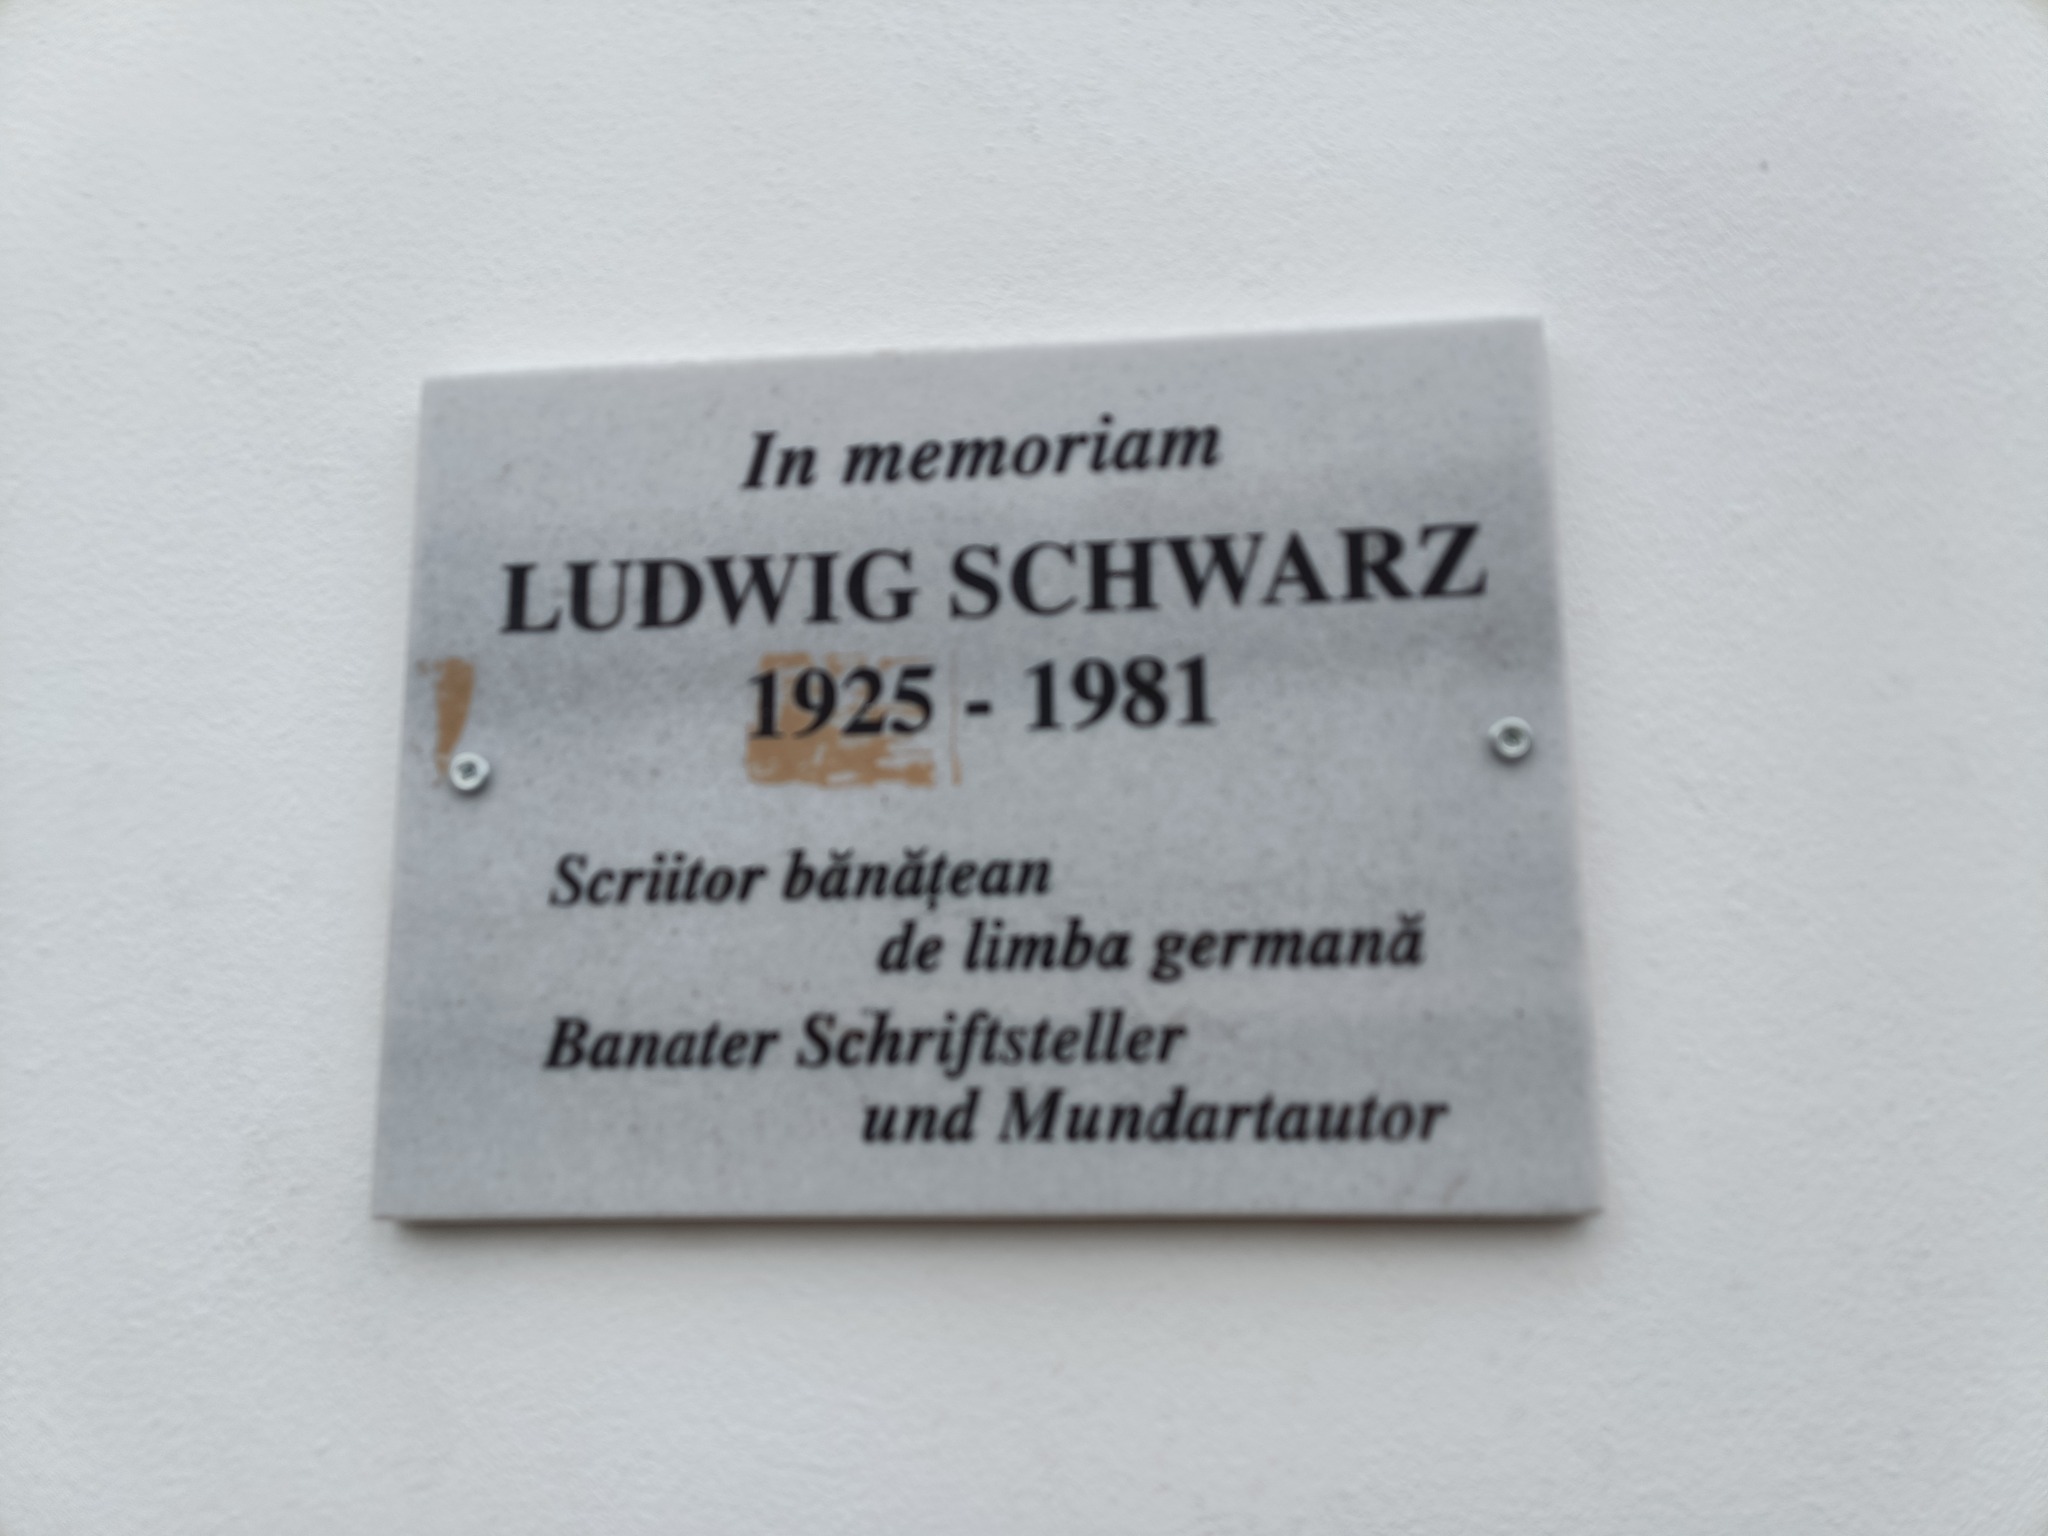 In memoriam
LUDWIG SCHWARZ
1925 - 1981
Scriitor bănățean
de limba germană
Banater Schriftsteller
und Mundartautor